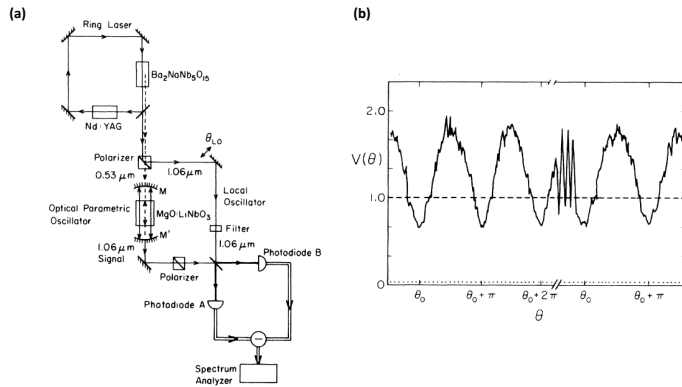 (a)
Ring Laser
Ba₂NaNb₅O₁₅
Nd:YAG
Polarizer
0.53 μm
θ_LO
1.06 μm
Local
Oscillator
M
Optical Parametric
Oscillator
MgO:LiNbO₃
M'
Filter
1.06 μm
1.06 μm
Signal
Polarizer
Photodiode B
Photodiode A
−
Spectrum
Analyzer
(b)
2.0
V(θ)
1.0
0
θ₀
θ₀+π
θ₀+2π
θ₀
θ₀+π
θ